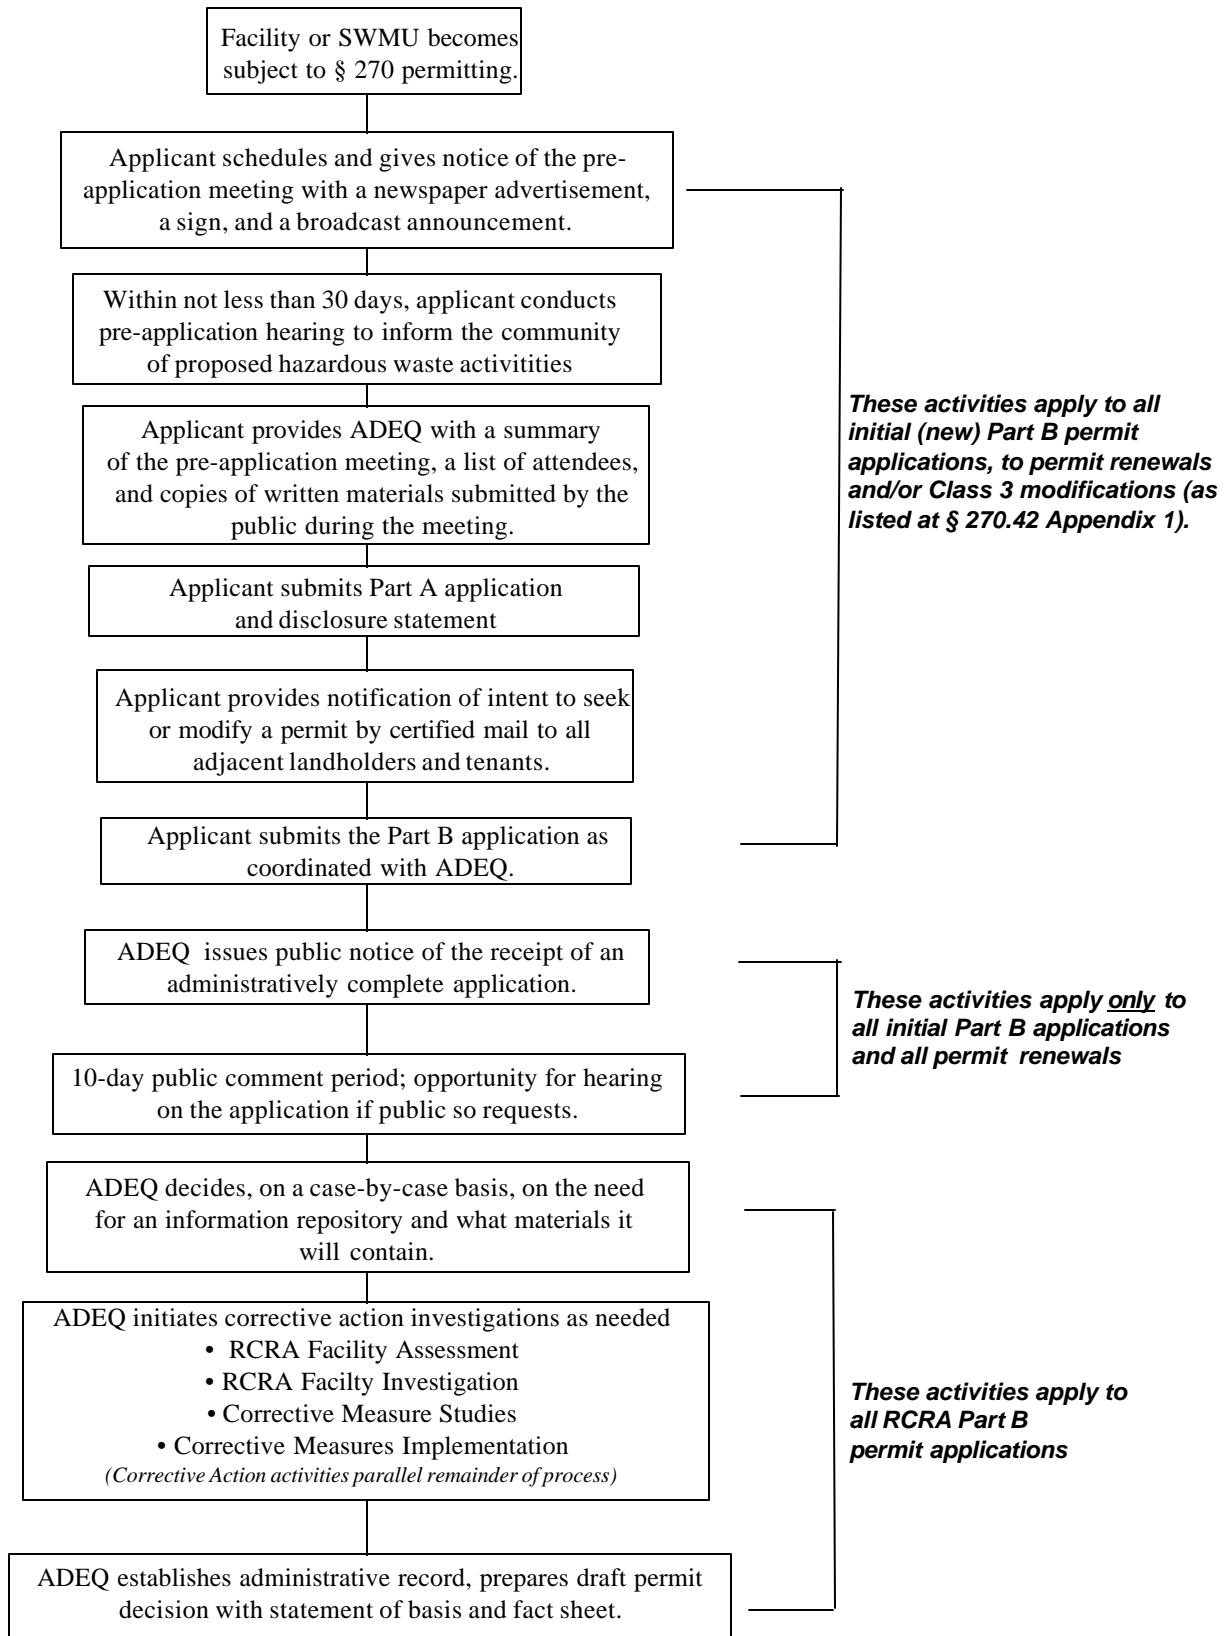 Facility or SWMU becomes
subject to § 270 permitting.
Applicant schedules and gives notice of the pre-
application meeting with a newspaper advertisement,
a sign, and a broadcast announcement.
Within not less than 30 days, applicant conducts
pre-application hearing to inform the community
of proposed hazardous waste activitities
Applicant provides ADEQ with a summary
of the pre-application meeting, a list of attendees,
and copies of written materials submitted by the
public during the meeting.
Applicant submits Part A application
and disclosure statement
Applicant provides notification of intent to seek
or modify a permit by certified mail to all
adjacent landholders and tenants.
Applicant submits the Part B application as
coordinated with ADEQ.
These activities apply to all
initial (new) Part B permit
applications, to permit renewals
and/or Class 3 modifications (as
listed at § 270.42 Appendix 1).
ADEQ issues public notice of the receipt of an
administratively complete application.
10-day public comment period; opportunity for hearing
on the application if public so requests.
These activities apply only to
all initial Part B applications
and all permit renewals
ADEQ decides, on a case-by-case basis, on the need
for an information repository and what materials it
will contain.
ADEQ initiates corrective action investigations as needed
• RCRA Facility Assessment
• RCRA Facilty Investigation
• Corrective Measure Studies
• Corrective Measures Implementation
(Corrective Action activities parallel remainder of process)
ADEQ establishes administrative record, prepares draft permit
decision with statement of basis and fact sheet.
These activities apply to
all RCRA Part B
permit applications